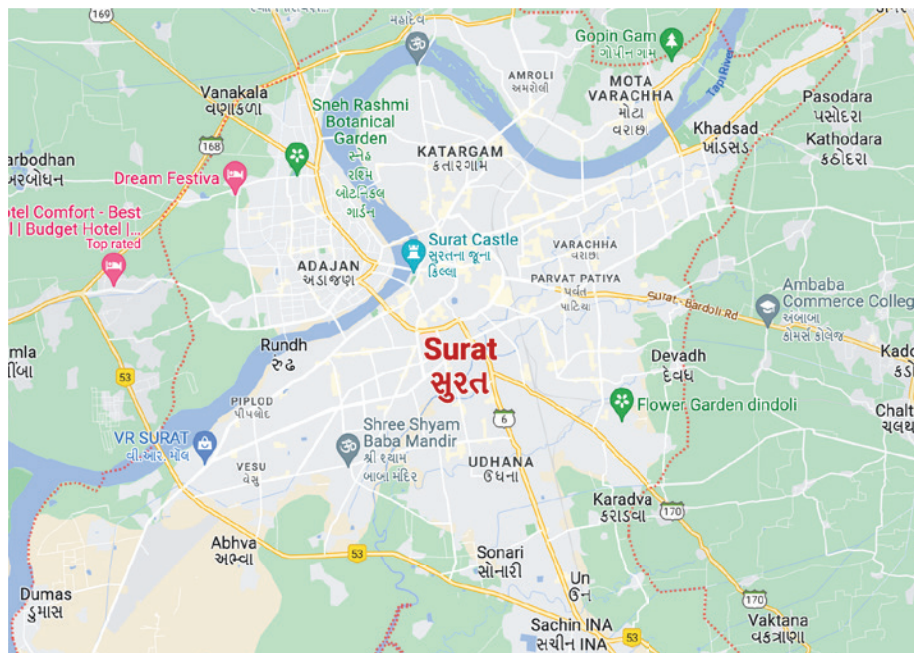 169
મહાદેવ
Gopin Gam
ગોપીન ગામ
Tapi River
AMROLI
અમરોલી
MOTA
VARACHHA
મોટા
વરાછા
Vanakala
વણાકળા
Sneh Rashmi
Botanical
Garden
સ્નેહ
રશ્મિ
બોટનિકલ
ગાર્ડન
Pasodara
પસોદરા
Khadsad
ખાંડસડ
Kathodara
કઠોદરા
168
KATARGAM
કતારગામ
arbodhan
અરબોધન
Dream Festiva
otel Comfort - Best
l | Budget Hotel |...
Top rated
Surat Castle
સુરતના જૂના
કિલ્લા
VARACHHA
વરાછા
ADAJAN
અડાજણ
PARVAT PATIYA
પર્વત
પાટિયા
Surat - Bardoli Rd
Ambaba
Commerce College
અંબાબા
કોમર્સ કોલેજ
Rundh
રુંઢ
Surat
સુરત
Devadh
દેવધ
amla
ીંબા
Kado
કડો
53
PIPLOD
પીપલોદ
6
Flower Garden dindoli
Chalt
ચલથ
Shree Shyam
Baba Mandir
શ્રી શ્યામ
બાબા મંદિર
VR SURAT
વી.આર. મૉલ
VESU
વેસુ
UDHANA
ઉધના
Karadva
કરાડવા
170
Abhva
અભ્વા
53
Sonari
સોનારી
Un
ઉન
Dumas
ડુમાસ
170
Sachin INA
સચીન INA
53
Vaktana
વકત્રાણા